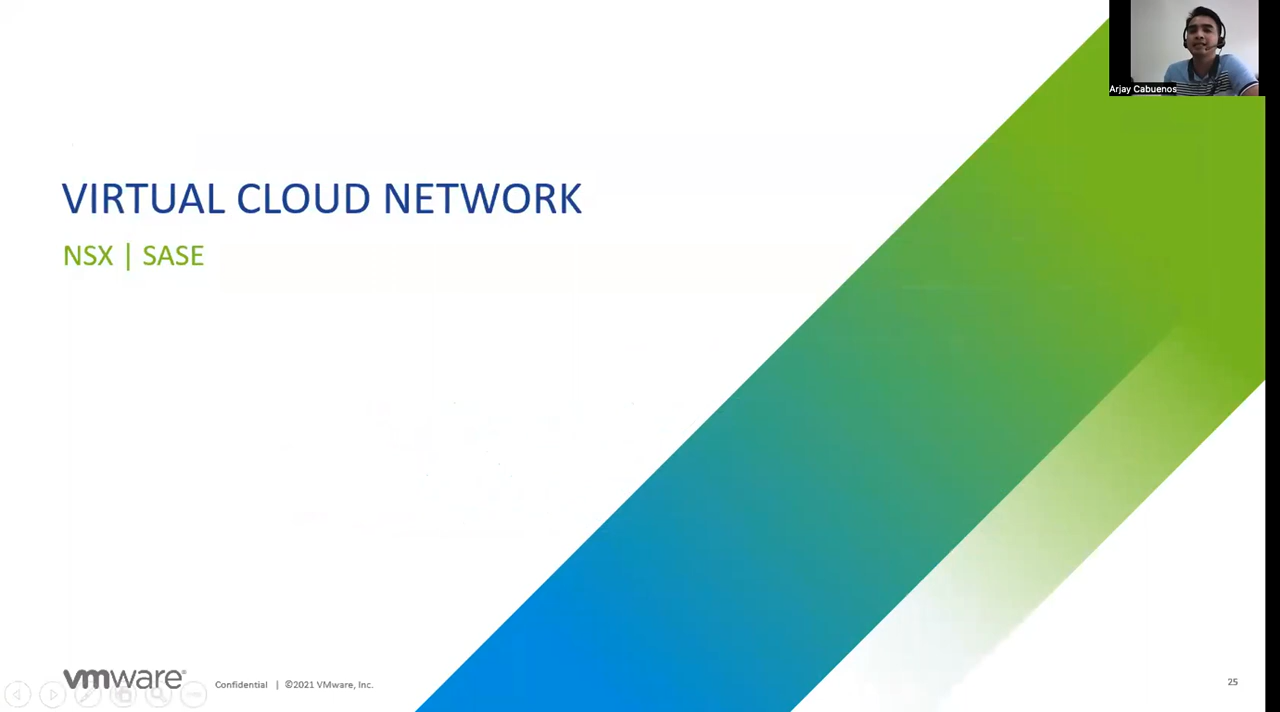 Arjay Cabuenos
VIRTUAL CLOUD NETWORK
NSX | SASE
vmware®
Confidential | ©2021 VMware, Inc.
25